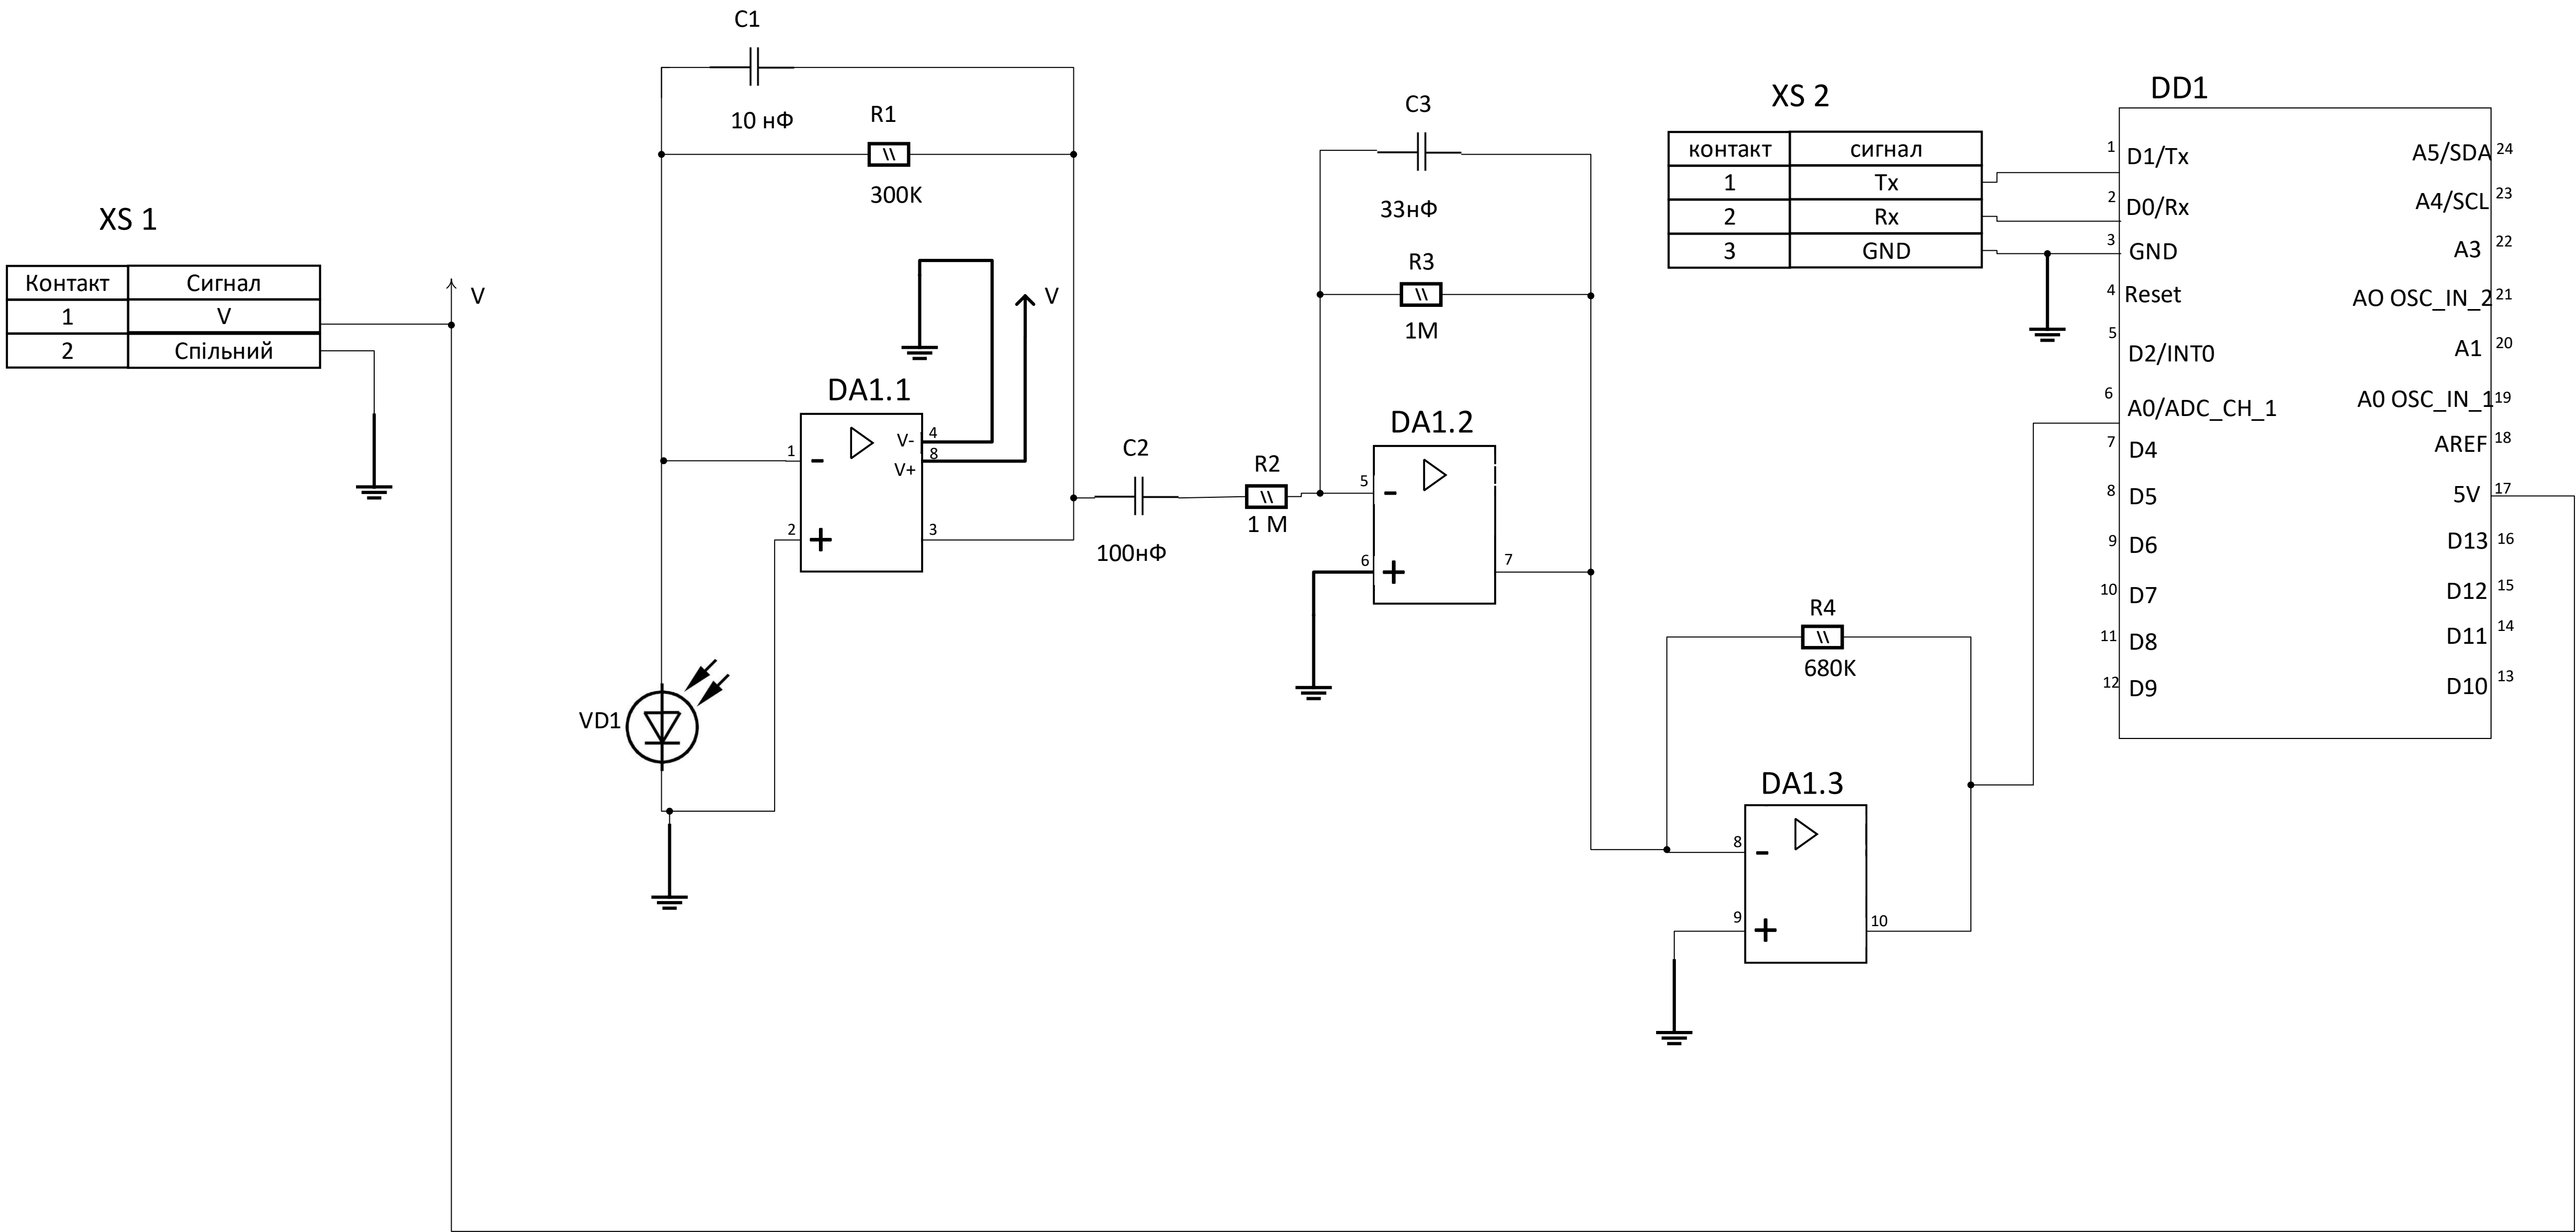 XS 1
Контакт Сигнал
1 V
2 Спільний
V
C1
10 нФ
R1
300K
V
DA1.1
1 - V- 4
V+ 8
2 + 3
VD1
C2
100нФ
R2
1 M
C3
33нФ
R3
1M
DA1.2
5 -
6 + 7
R4
680K
DA1.3
8 -
9 + 10
XS 2
контакт сигнал
1 Tx
2 Rx
3 GND
DD1
1 D1/Tx A5/SDA 24
2 D0/Rx A4/SCL 23
3 GND A3 22
4 Reset AO OSC_IN_2 21
5 D2/INT0 A1 20
6 A0/ADC_CH_1 A0 OSC_IN_1 19
7 D4 AREF 18
8 D5 5V 17
9 D6 D13 16
10 D7 D12 15
11 D8 D11 14
12 D9 D10 13